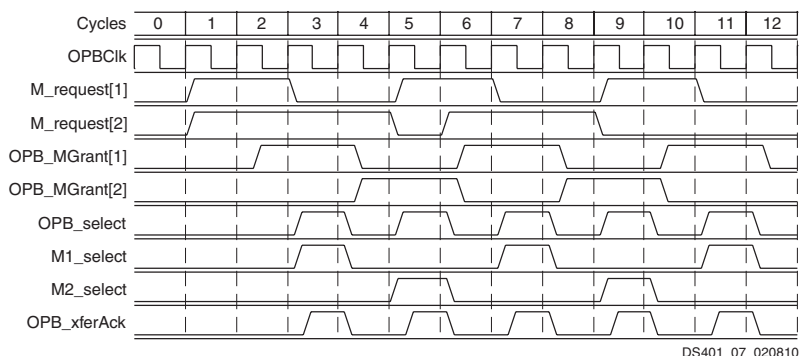 Cycles 0 1 2 3 4 5 6 7 8 9 10 11 12
OPBClk
M_request[1]
M_request[2]
OPB_MGrant[1]
OPB_MGrant[2]
OPB_select
M1_select
M2_select
OPB_xferAck
DS401_07_020810